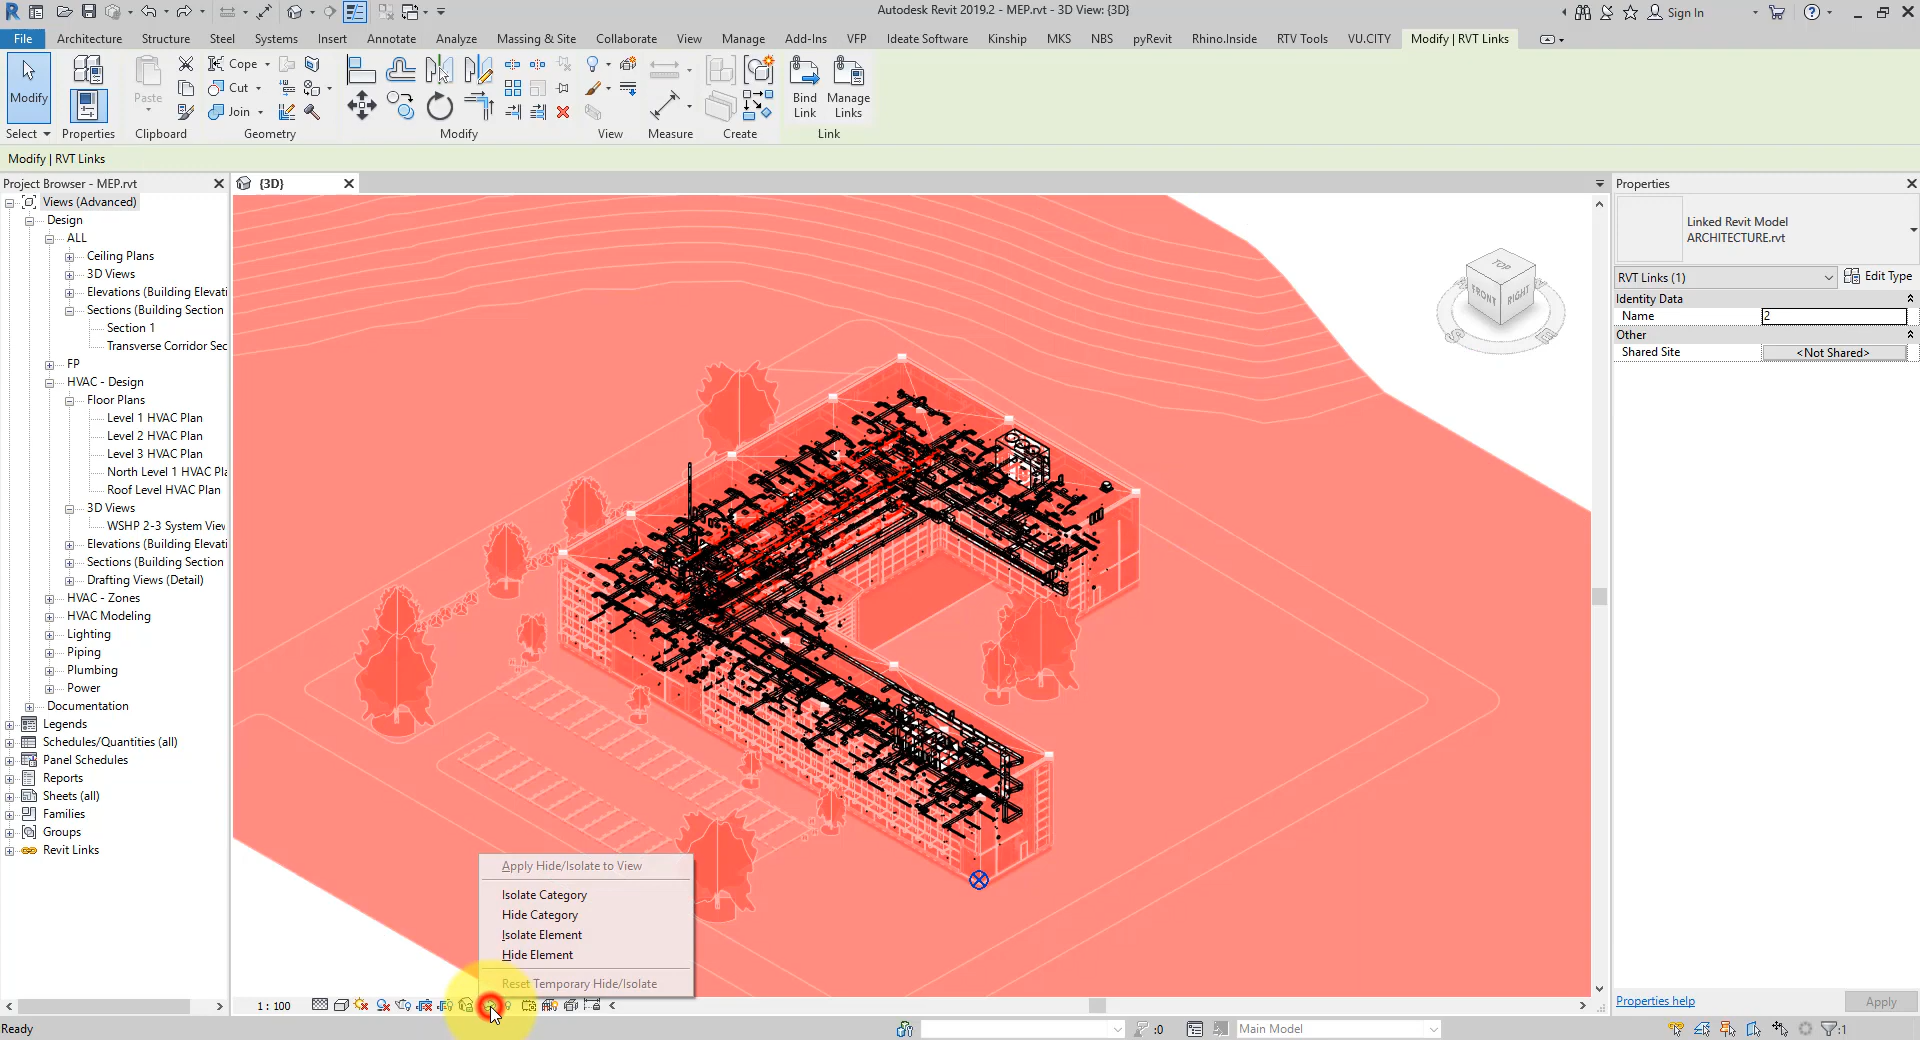 Autodesk Revit 2019.2 - MEP.rvt - 3D View: {3D}
Sign In
File Architecture Structure Steel Systems Insert Annotate Analyze Massing & Site Collaborate View Manage Add-Ins VFP Ideate Software Kinship MKS NBS pyRevit Rhino.Inside RTV Tools VU.CITY Modify | RVT Links
Modify
Paste
Cope
Cut
Join
Bind Link
Manage Links
Select Properties Clipboard Geometry Modify View Measure Create Link
Modify | RVT Links
Project Browser - MEP.rvt
{3D}
Properties
Views (Advanced)
Design
ALL
Ceiling Plans
3D Views
Elevations (Building Elevati
Sections (Building Section
Section 1
Transverse Corridor Sec
FP
HVAC - Design
Floor Plans
Level 1 HVAC Plan
Level 2 HVAC Plan
Level 3 HVAC Plan
North Level 1 HVAC Pla
Roof Level HVAC Plan
3D Views
WSHP 2-3 System View
Elevations (Building Elevati
Sections (Building Section
Drafting Views (Detail)
HVAC - Zones
HVAC Modeling
Lighting
Piping
Plumbing
Power
Documentation
Legends
Schedules/Quantities (all)
Panel Schedules
Reports
Sheets (all)
Families
Groups
Revit Links
TOP
FRONT
RIGHT
Linked Revit Model
ARCHITECTURE.rvt
RVT Links (1)
Edit Type
Identity Data
Name 2
Other
Shared Site <Not Shared>
Apply Hide/Isolate to View
Isolate Category
Hide Category
Isolate Element
Hide Element
Reset Temporary Hide/Isolate
1 : 100
Properties help
Apply
Ready
:0
Main Model
:1